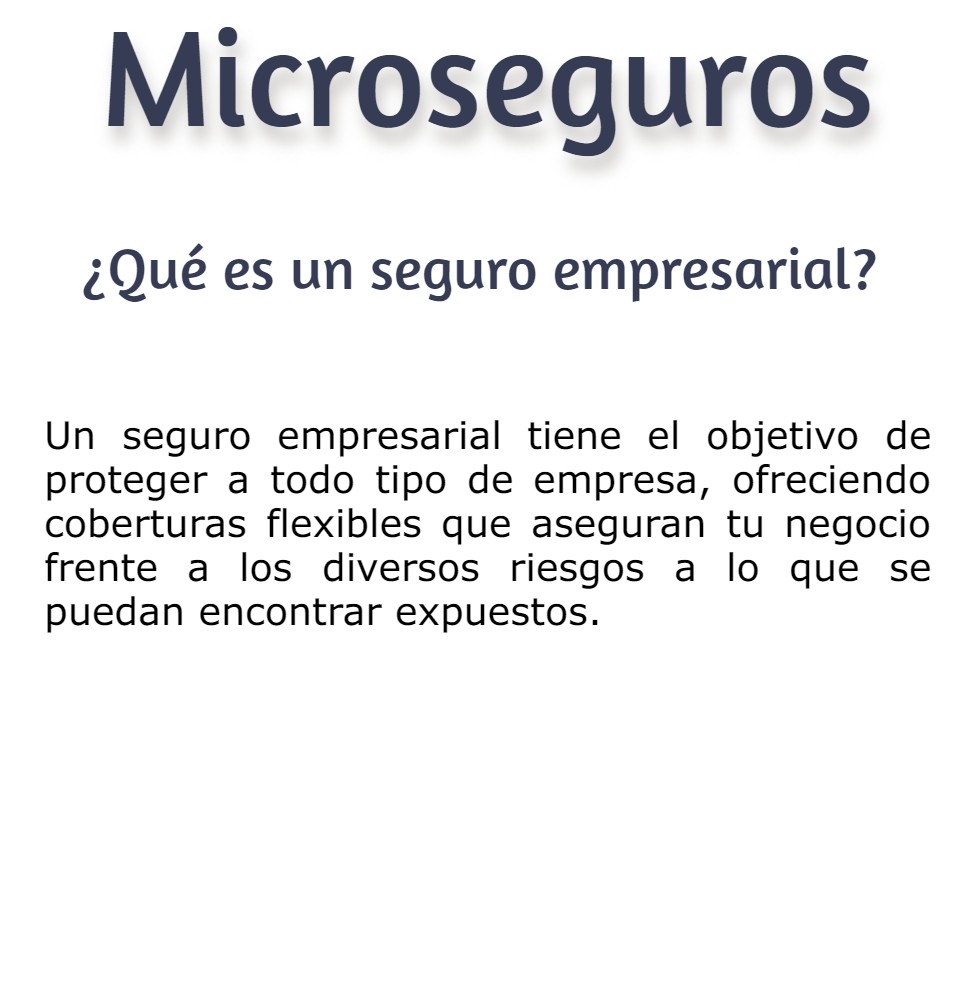 Microseguros
¿Qué es un seguro empresarial?
Un seguro empresarial tiene el objetivo de
proteger a todo tipo de empresa, ofreciendo
coberturas flexibles que aseguran tu negocio
frente a los diversos riesgos a lo que se
puedan encontrar expuestos.